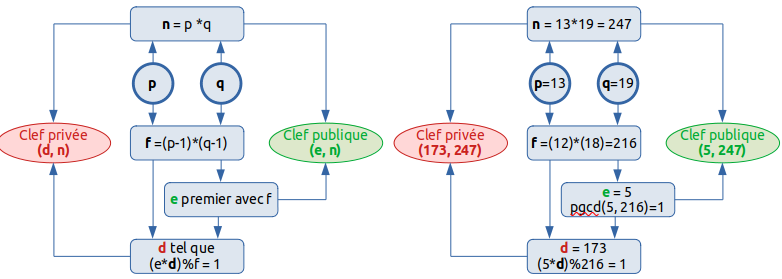 n = p *q
p
q
Clef privée
(d, n)
f =(p-1)*(q-1)
Clef publique
(e, n)
e premier avec f
d tel que
(e*d)%f = 1
n = 13*19 = 247
p=13
q=19
Clef privée
(173, 247)
f =(12)*(18)=216
Clef publique
(5, 247)
e = 5
pgcd(5, 216)=1
d = 173
(5*d)%216 = 1